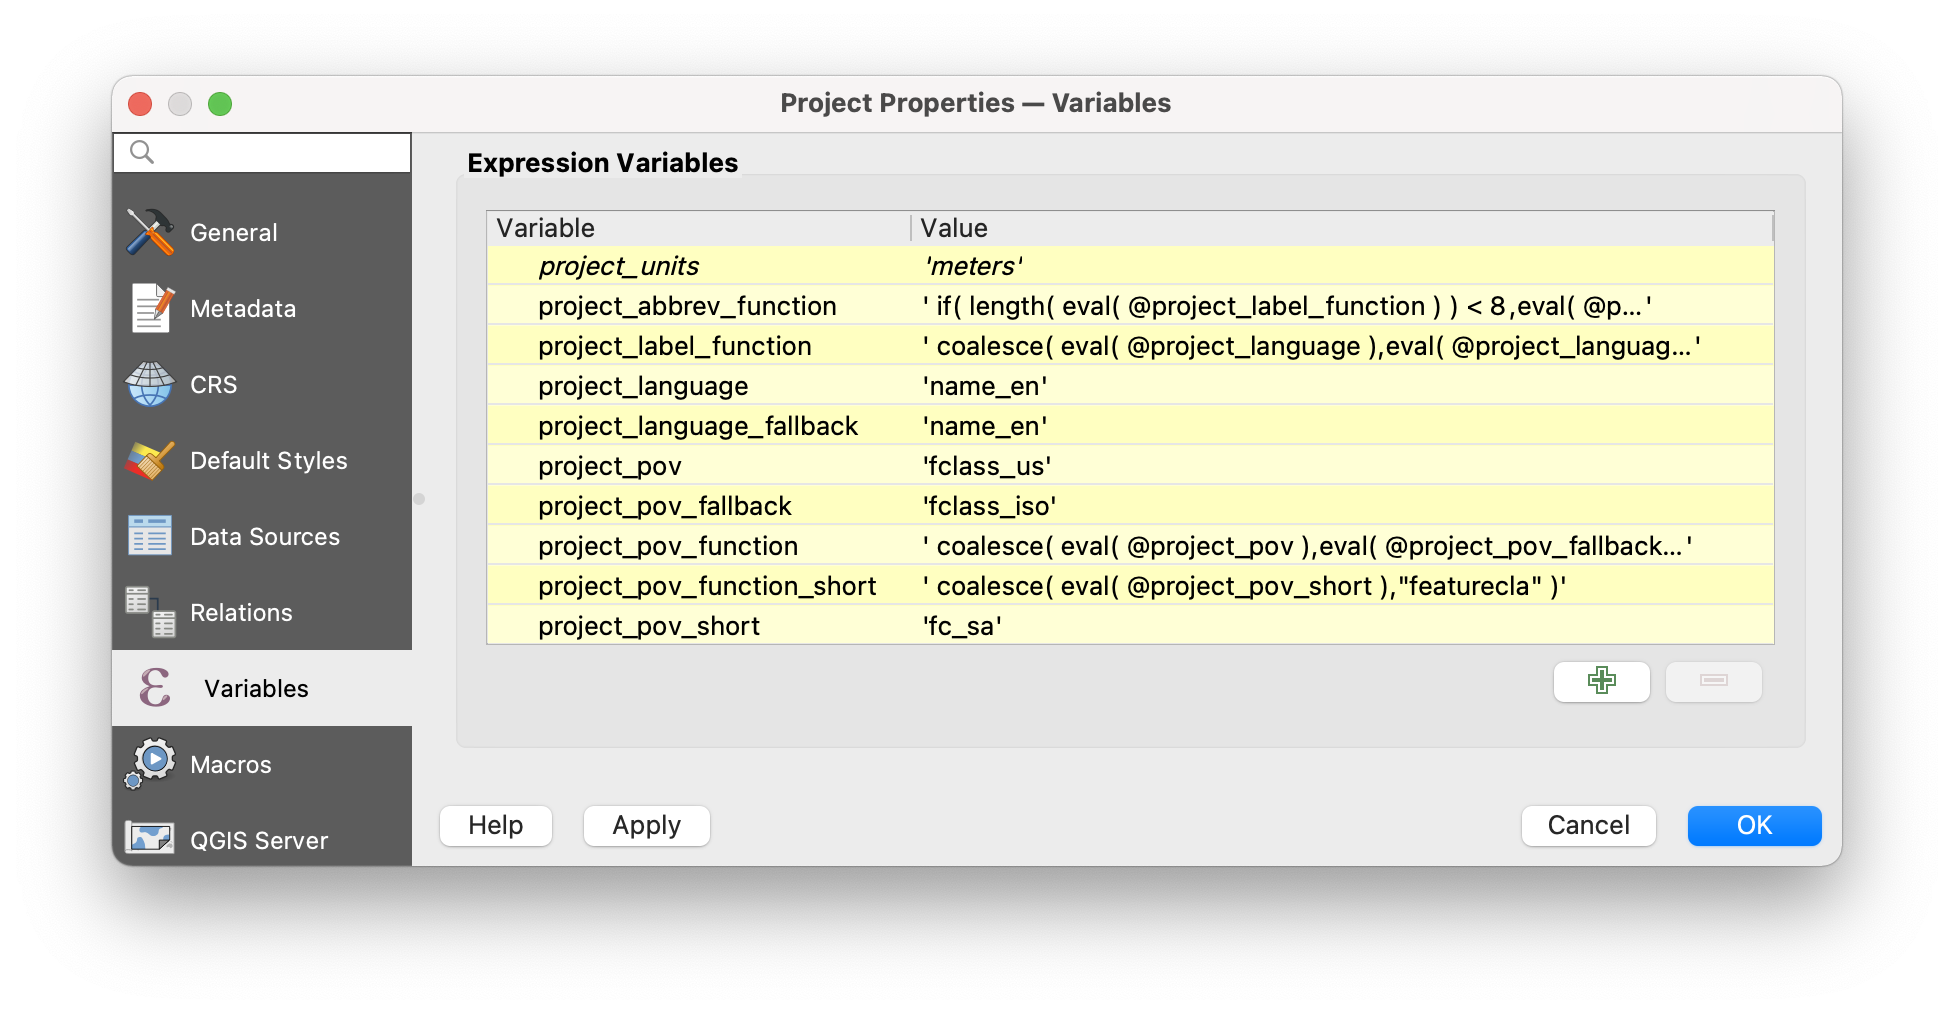 Project Properties — Variables
General
Metadata
CRS
Default Styles
Data Sources
Relations
Variables
Macros
QGIS Server
Expression Variables
Variable Value
project_units 'meters'
project_abbrev_function ' if( length( eval( @project_label_function ) ) < 8,eval( @p...'
project_label_function ' coalesce( eval( @project_language ),eval( @project_languag...'
project_language 'name_en'
project_language_fallback 'name_en'
project_pov 'fclass_us'
project_pov_fallback 'fclass_iso'
project_pov_function ' coalesce( eval( @project_pov ),eval( @project_pov_fallback...'
project_pov_function_short ' coalesce( eval( @project_pov_short ),"featurecla" )'
project_pov_short 'fc_sa'
Help Apply Cancel OK